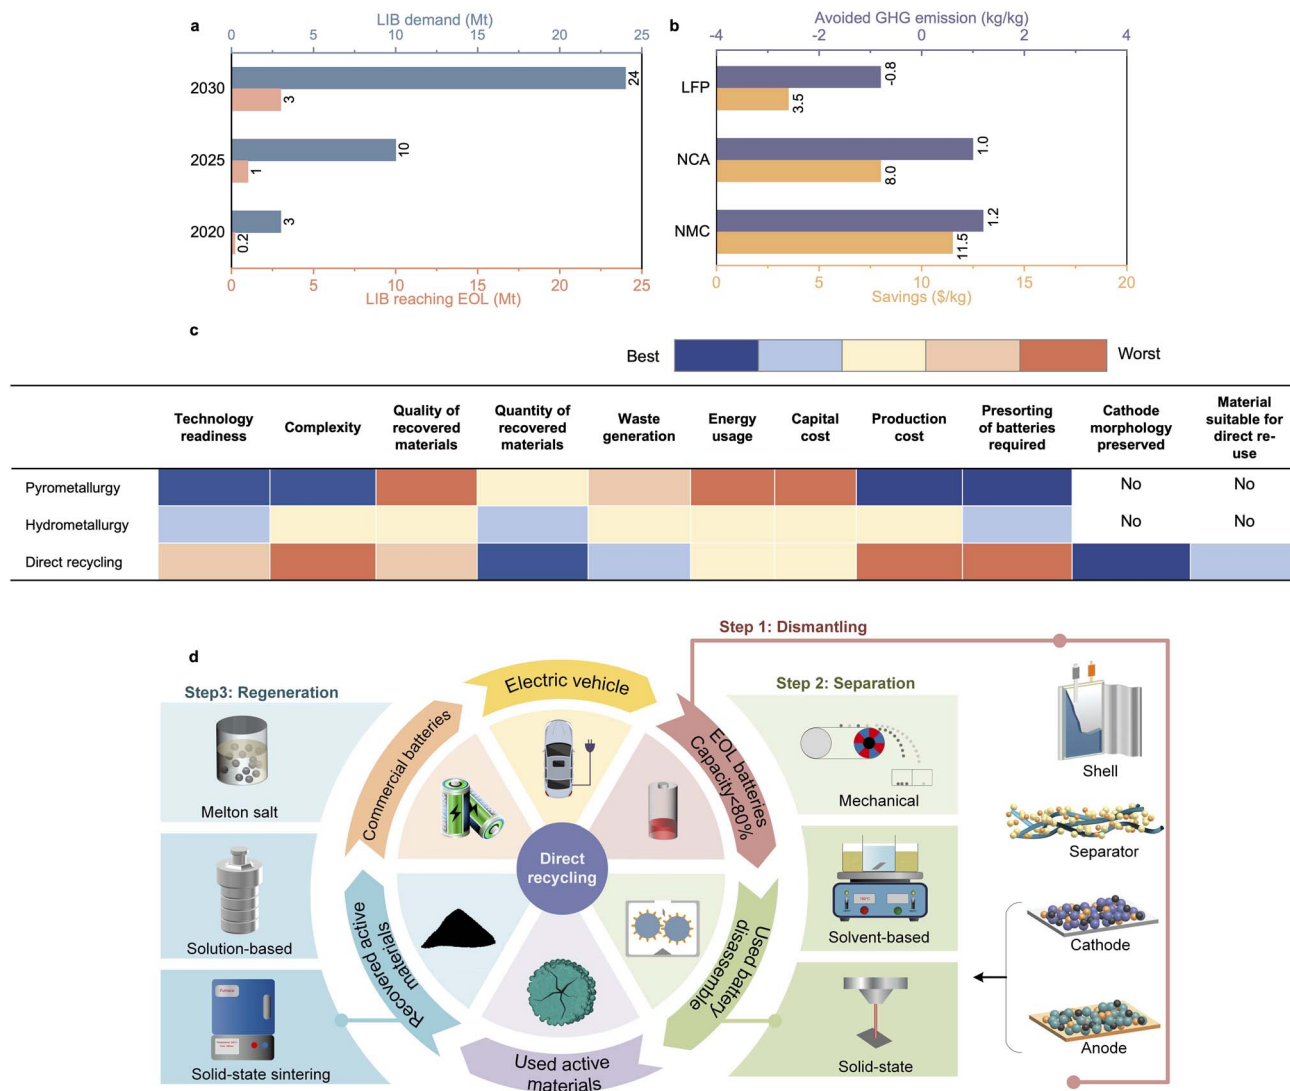 a
LIB demand (Mt)
0 5 10 15 20 25
2030
24
3
2025
10
1
2020
3
0.2
0 5 10 15 20 25
LIB reaching EOL (Mt)
b
Avoided GHG emission (kg/kg)
-4 -2 0 2 4
LFP
-0.8
3.5
NCA
1.0
8.0
NMC
1.2
11.5
0 5 10 15 20
Savings ($/kg)
c
Best
Worst
Technology
readiness
Complexity
Quality of
recovered
materials
Quantity of
recovered
materials
Waste
generation
Energy
usage
Capital
cost
Production
cost
Presorting
of batteries
required
Cathode
morphology
preserved
Material
suitable for
direct re-
use
Pyrometallurgy
No
No
Hydrometallurgy
No
No
Direct recycling
d
Step 1: Dismantling
Step3: Regeneration
Melton salt
Solution-based
Furnace
Solid-state sintering
Electric vehicle
EOL batteries
Capacity<80%
Used battery
disassemble
Used active
materials
Recovered active
materials
Commercial batteries
Direct
recycling
Step 2: Separation
Mechanical
Solvent-based
Solid-state
Shell
Separator
Cathode
Anode